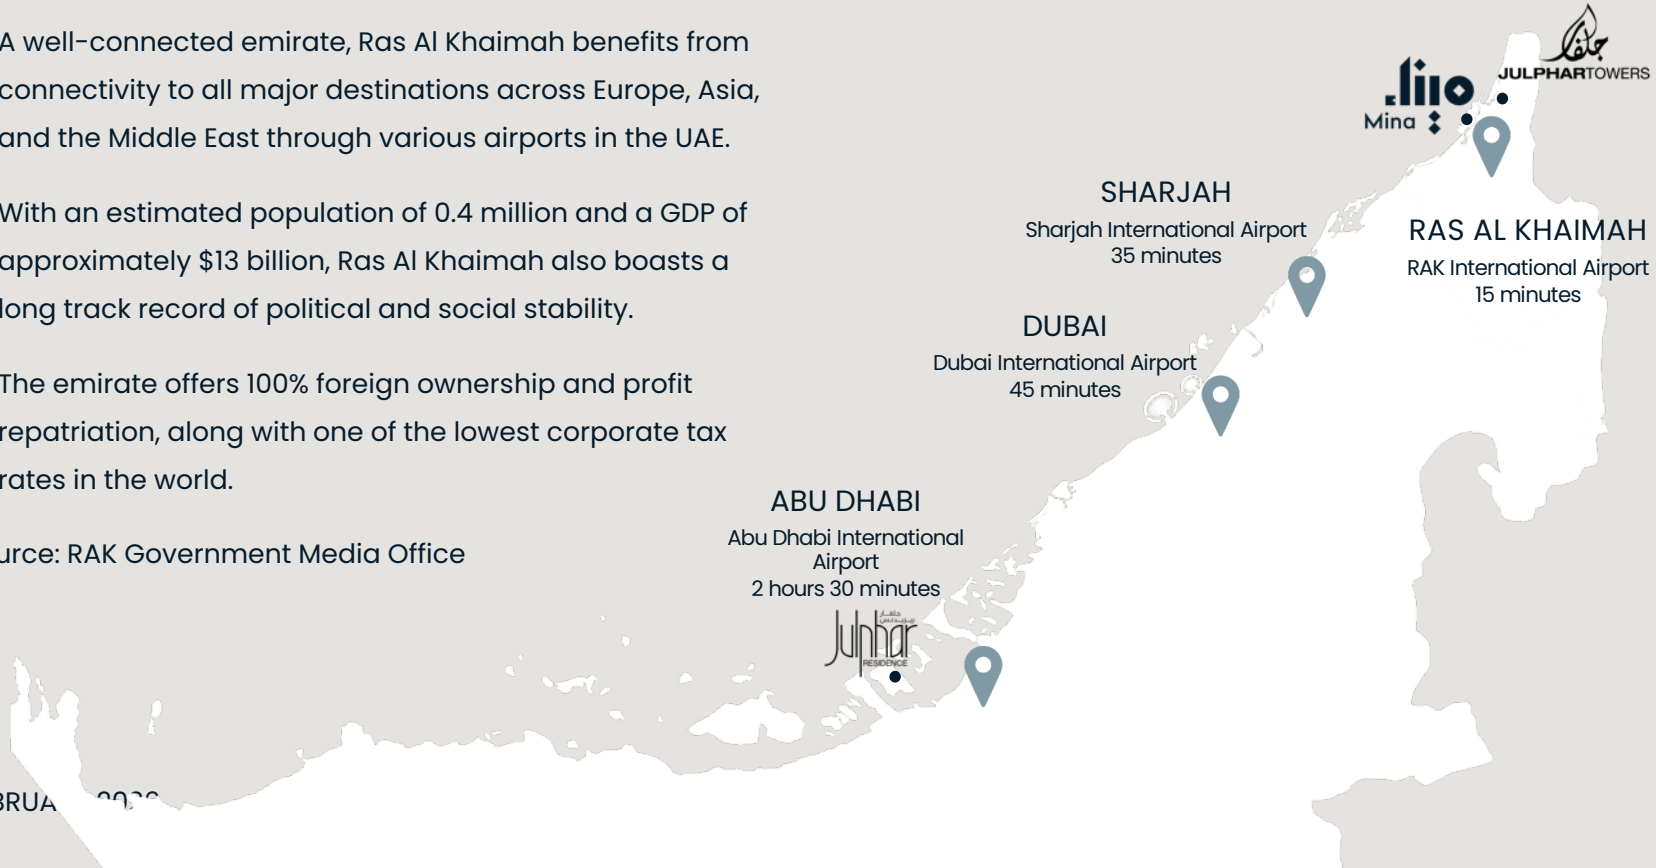 A well-connected emirate, Ras Al Khaimah benefits from
connectivity to all major destinations across Europe, Asia,
and the Middle East through various airports in the UAE.
With an estimated population of 0.4 million and a GDP of
approximately $13 billion, Ras Al Khaimah also boasts a
long track record of political and social stability.
The emirate offers 100% foreign ownership and profit
repatriation, along with one of the lowest corporate tax
rates in the world.
urce: RAK Government Media Office
جلفار
JULPHARTOWERS
ميناء
Mina
SHARJAH
Sharjah International Airport
35 minutes
RAS AL KHAIMAH
RAK International Airport
15 minutes
DUBAI
Dubai International Airport
45 minutes
ABU DHABI
Abu Dhabi International
Airport
2 hours 30 minutes
جلفار
ريزيدنس
Julphar
RESIDENCE